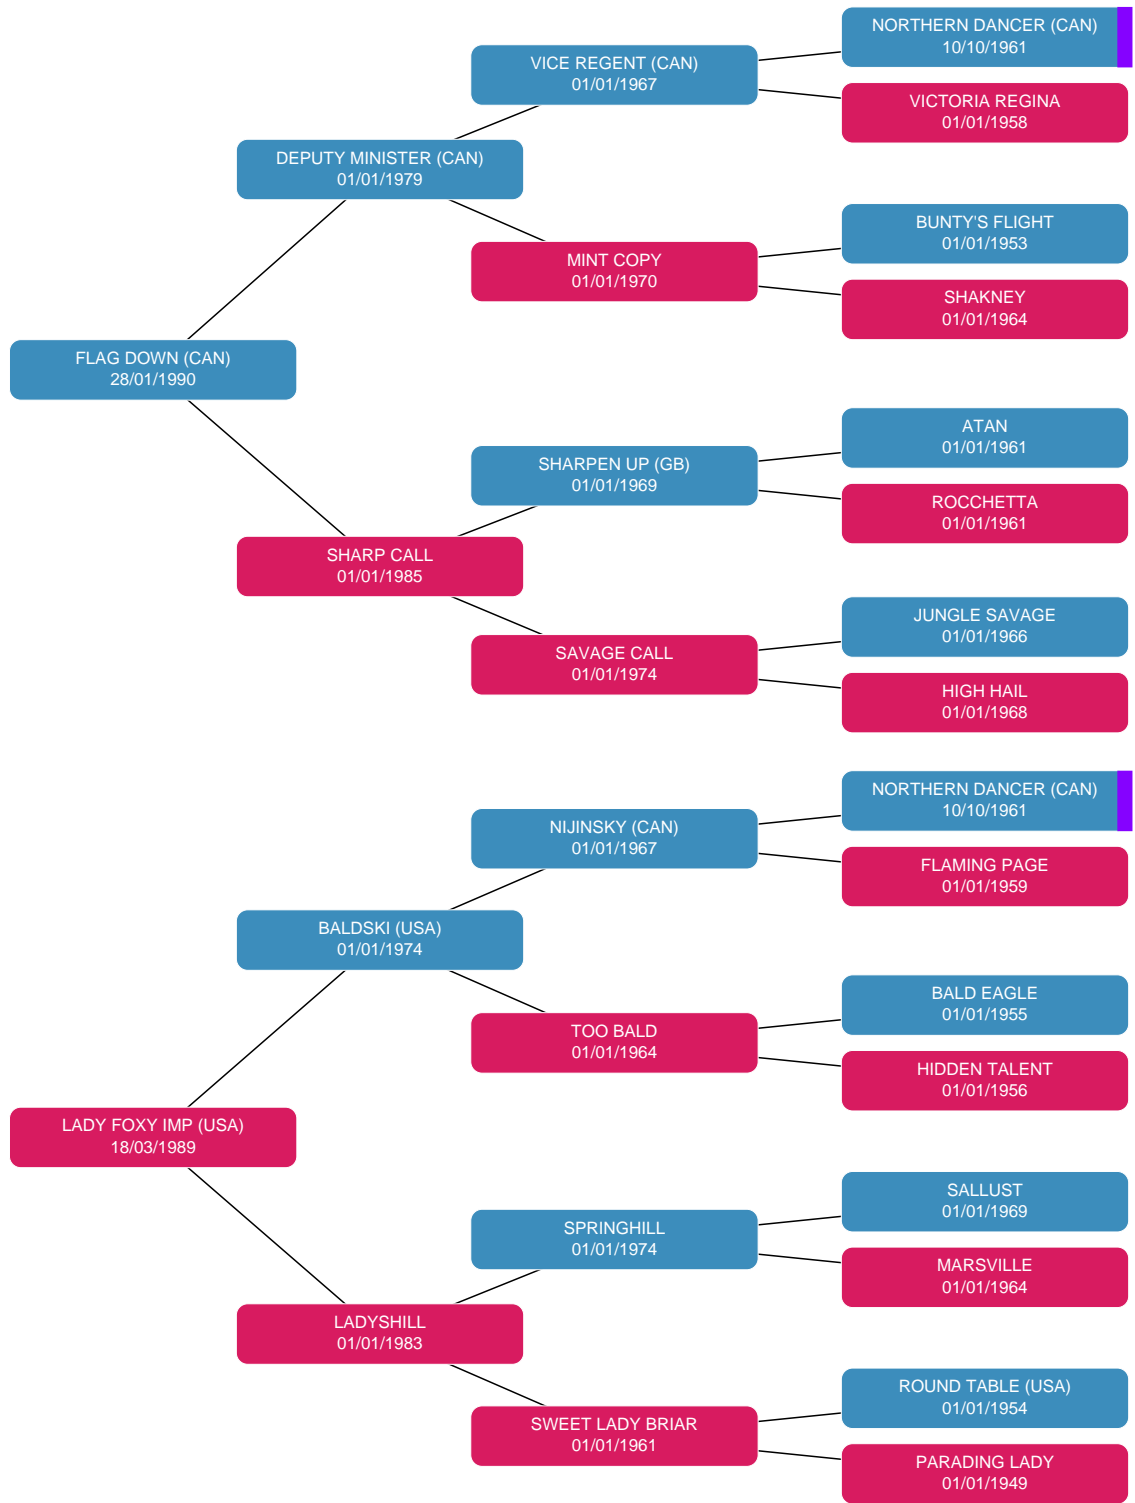 NORTHERN DANCER (CAN)
10/10/1961
VICE REGENT (CAN)
01/01/1967
VICTORIA REGINA
01/01/1958
DEPUTY MINISTER (CAN)
01/01/1979
BUNTY'S FLIGHT
01/01/1953
MINT COPY
01/01/1970
SHAKNEY
01/01/1964
FLAG DOWN (CAN)
28/01/1990
ATAN
01/01/1961
SHARPEN UP (GB)
01/01/1969
ROCCHETTA
01/01/1961
SHARP CALL
01/01/1985
JUNGLE SAVAGE
01/01/1966
SAVAGE CALL
01/01/1974
HIGH HAIL
01/01/1968
NORTHERN DANCER (CAN)
10/10/1961
NIJINSKY (CAN)
01/01/1967
FLAMING PAGE
01/01/1959
BALDSKI (USA)
01/01/1974
BALD EAGLE
01/01/1955
TOO BALD
01/01/1964
HIDDEN TALENT
01/01/1956
LADY FOXY IMP (USA)
18/03/1989
SALLUST
01/01/1969
SPRINGHILL
01/01/1974
MARSVILLE
01/01/1964
LADYSHILL
01/01/1983
ROUND TABLE (USA)
01/01/1954
SWEET LADY BRIAR
01/01/1961
PARADING LADY
01/01/1949